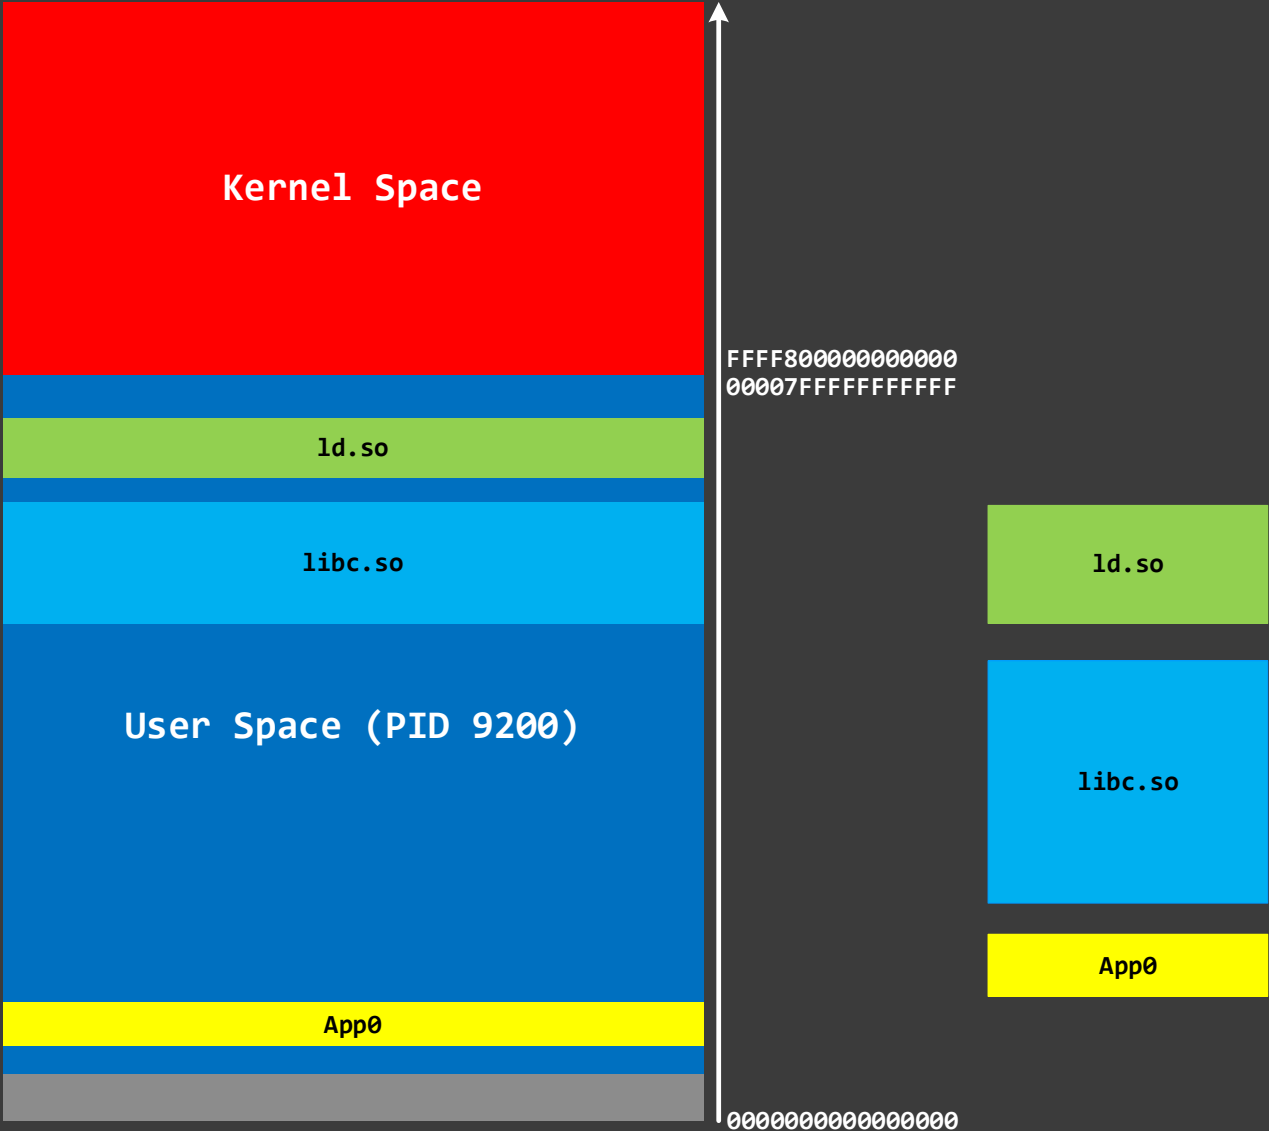 Kernel Space
FFFF800000000000
00007FFFFFFFFFFF
ld.so
libc.so
User Space (PID 9200)
App0
0000000000000000
ld.so
libc.so
App0